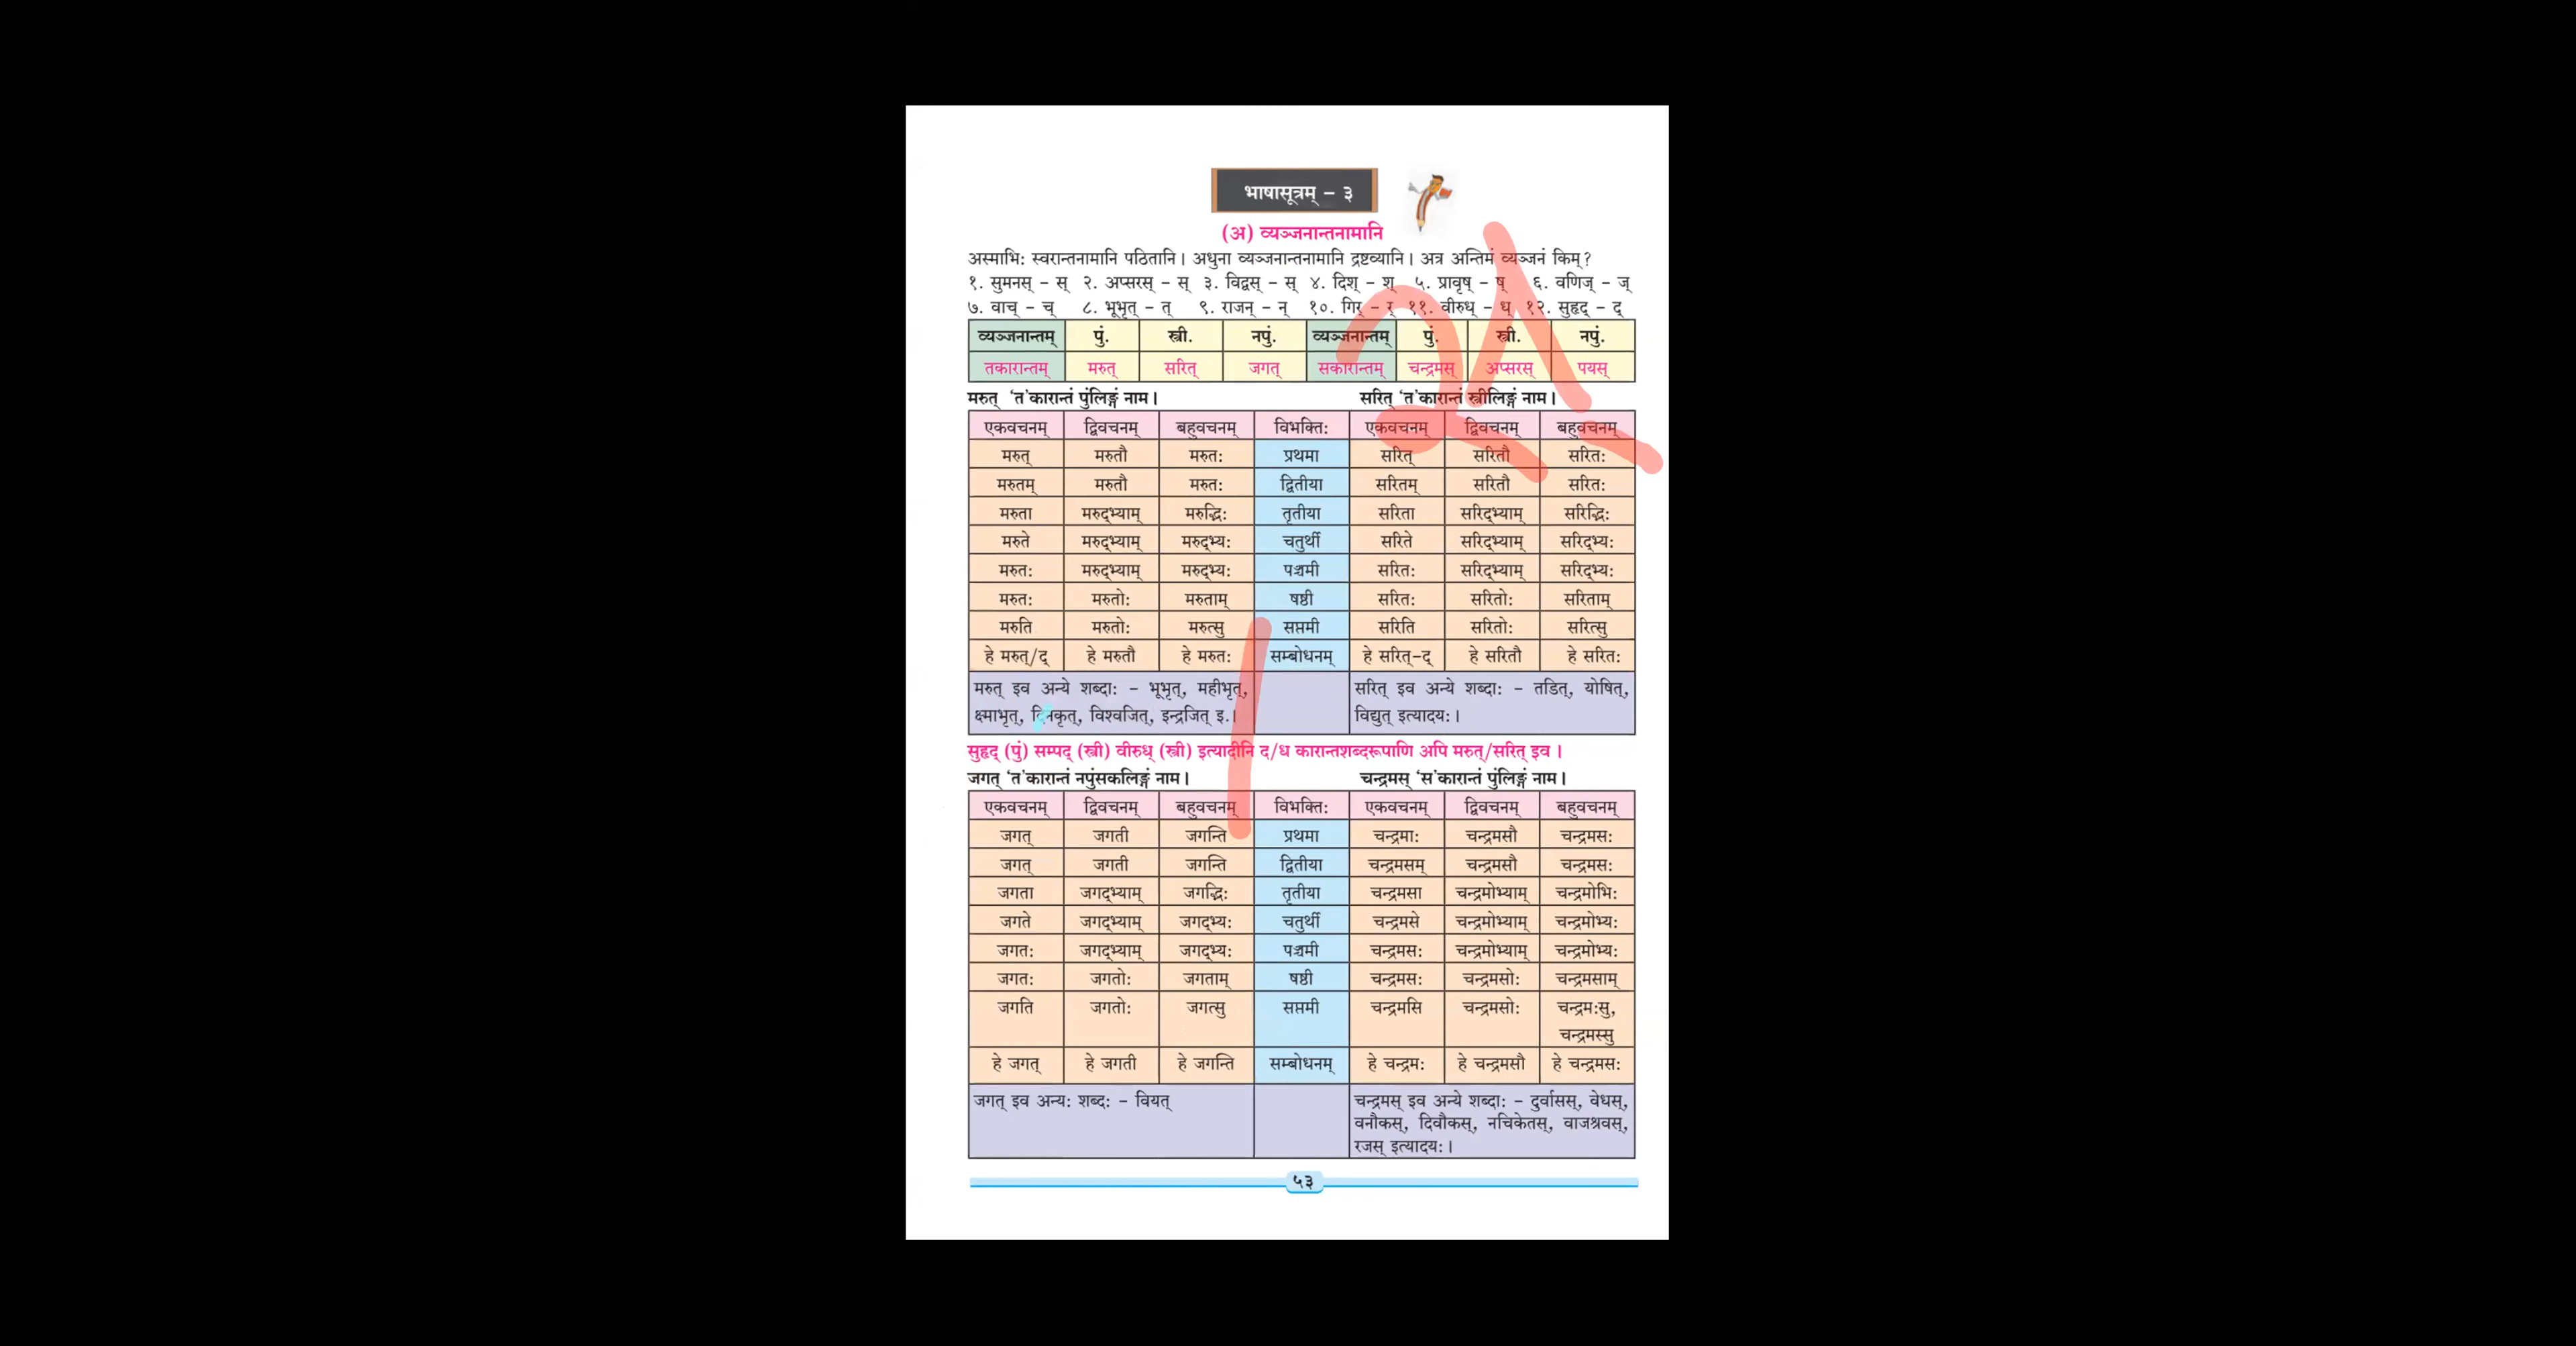 भाषासूत्रम् – ३
(अ) व्यञ्जनान्तनामानि
अस्माभिः स्वरान्तनामानि पठितानि। अधुना व्यञ्जनान्तनामानि द्रष्टव्यानि। अत्र अन्तिमं व्यञ्जनं किम्?
१. सुमनस् – स् २. अप्सरस् – स् ३. विद्वस् – स् ४. दिश् – श् ५. प्रावृष् – ष् ६. वणिज् – ज्
७. वाच् – च् ८. भूभृत् – त् ९. राजन् – न् १०. गिर् – र् ११. वीरुध् – ध् १२. सुहृद् – द्
व्यञ्जनान्तम् पुं. स्त्री. नपुं. व्यञ्जनान्तम् पुं. स्त्री. नपुं.
तकारान्तम् मरुत् सरित् जगत् सकारान्तम् चन्द्रमस् अप्सरस् पयस्
मरुत् ‘त’कारान्तं पुंलिङ्गं नाम। सरित् ‘त’कारान्तं स्त्रीलिङ्गं नाम।
एकवचनम् द्विवचनम् बहुवचनम् विभक्तिः एकवचनम् द्विवचनम् बहुवचनम्
मरुत् मरुतौ मरुतः प्रथमा सरित् सरितौ सरितः
मरुतम् मरुतौ मरुतः द्वितीया सरितम् सरितौ सरितः
मरुता मरुद्भ्याम् मरुद्भिः तृतीया सरिता सरिद्भ्याम् सरिद्भिः
मरुते मरुद्भ्याम् मरुद्भ्यः चतुर्थी सरिते सरिद्भ्याम् सरिद्भ्यः
मरुतः मरुद्भ्याम् मरुद्भ्यः पञ्चमी सरितः सरिद्भ्याम् सरिद्भ्यः
मरुतः मरुतोः मरुताम् षष्ठी सरितः सरितोः सरिताम्
मरुति मरुतोः मरुत्सु सप्तमी सरिति सरितोः सरित्सु
हे मरुत्/द् हे मरुतौ हे मरुतः सम्बोधनम् हे सरित्–द् हे सरितौ हे सरितः
मरुत् इव अन्ये शब्दाः – भूभृत्, महीभृत्, सरित् इव अन्ये शब्दाः – तडित्, योषित्,
क्ष्माभृत्, दिनकृत्, विश्वजित्, इन्द्रजित् इ.। विद्युत् इत्यादयः।
सुहृद् (पुं) सम्पद् (स्त्री) वीरुध् (स्त्री) इत्यादीनि द/ध कारान्तशब्दरूपाणि अपि मरुत्/सरित् इव।
जगत् ‘त’कारान्तं नपुंसकलिङ्गं नाम। चन्द्रमस् ‘स’कारान्तं पुंलिङ्गं नाम।
एकवचनम् द्विवचनम् बहुवचनम् विभक्तिः एकवचनम् द्विवचनम् बहुवचनम्
जगत् जगती जगन्ति प्रथमा चन्द्रमाः चन्द्रमसौ चन्द्रमसः
जगत् जगती जगन्ति द्वितीया चन्द्रमसम् चन्द्रमसौ चन्द्रमसः
जगता जगद्भ्याम् जगद्भिः तृतीया चन्द्रमसा चन्द्रमोभ्याम् चन्द्रमोभिः
जगते जगद्भ्याम् जगद्भ्यः चतुर्थी चन्द्रमसे चन्द्रमोभ्याम् चन्द्रमोभ्यः
जगतः जगद्भ्याम् जगद्भ्यः पञ्चमी चन्द्रमसः चन्द्रमोभ्याम् चन्द्रमोभ्यः
जगतः जगतोः जगताम् षष्ठी चन्द्रमसः चन्द्रमसोः चन्द्रमसाम्
जगति जगतोः जगत्सु सप्तमी चन्द्रमसि चन्द्रमसोः चन्द्रमःसु,
चन्द्रमस्सु
हे जगत् हे जगती हे जगन्ति सम्बोधनम् हे चन्द्रमः हे चन्द्रमसौ हे चन्द्रमसः
जगत् इव अन्यः शब्दः – वियत् चन्द्रमस् इव अन्ये शब्दाः – दुर्वासस्, वेधस्,
वनौकस्, दिवौकस्, नचिकेतस्, वाजश्रवस्,
रजस् इत्यादयः।
५३